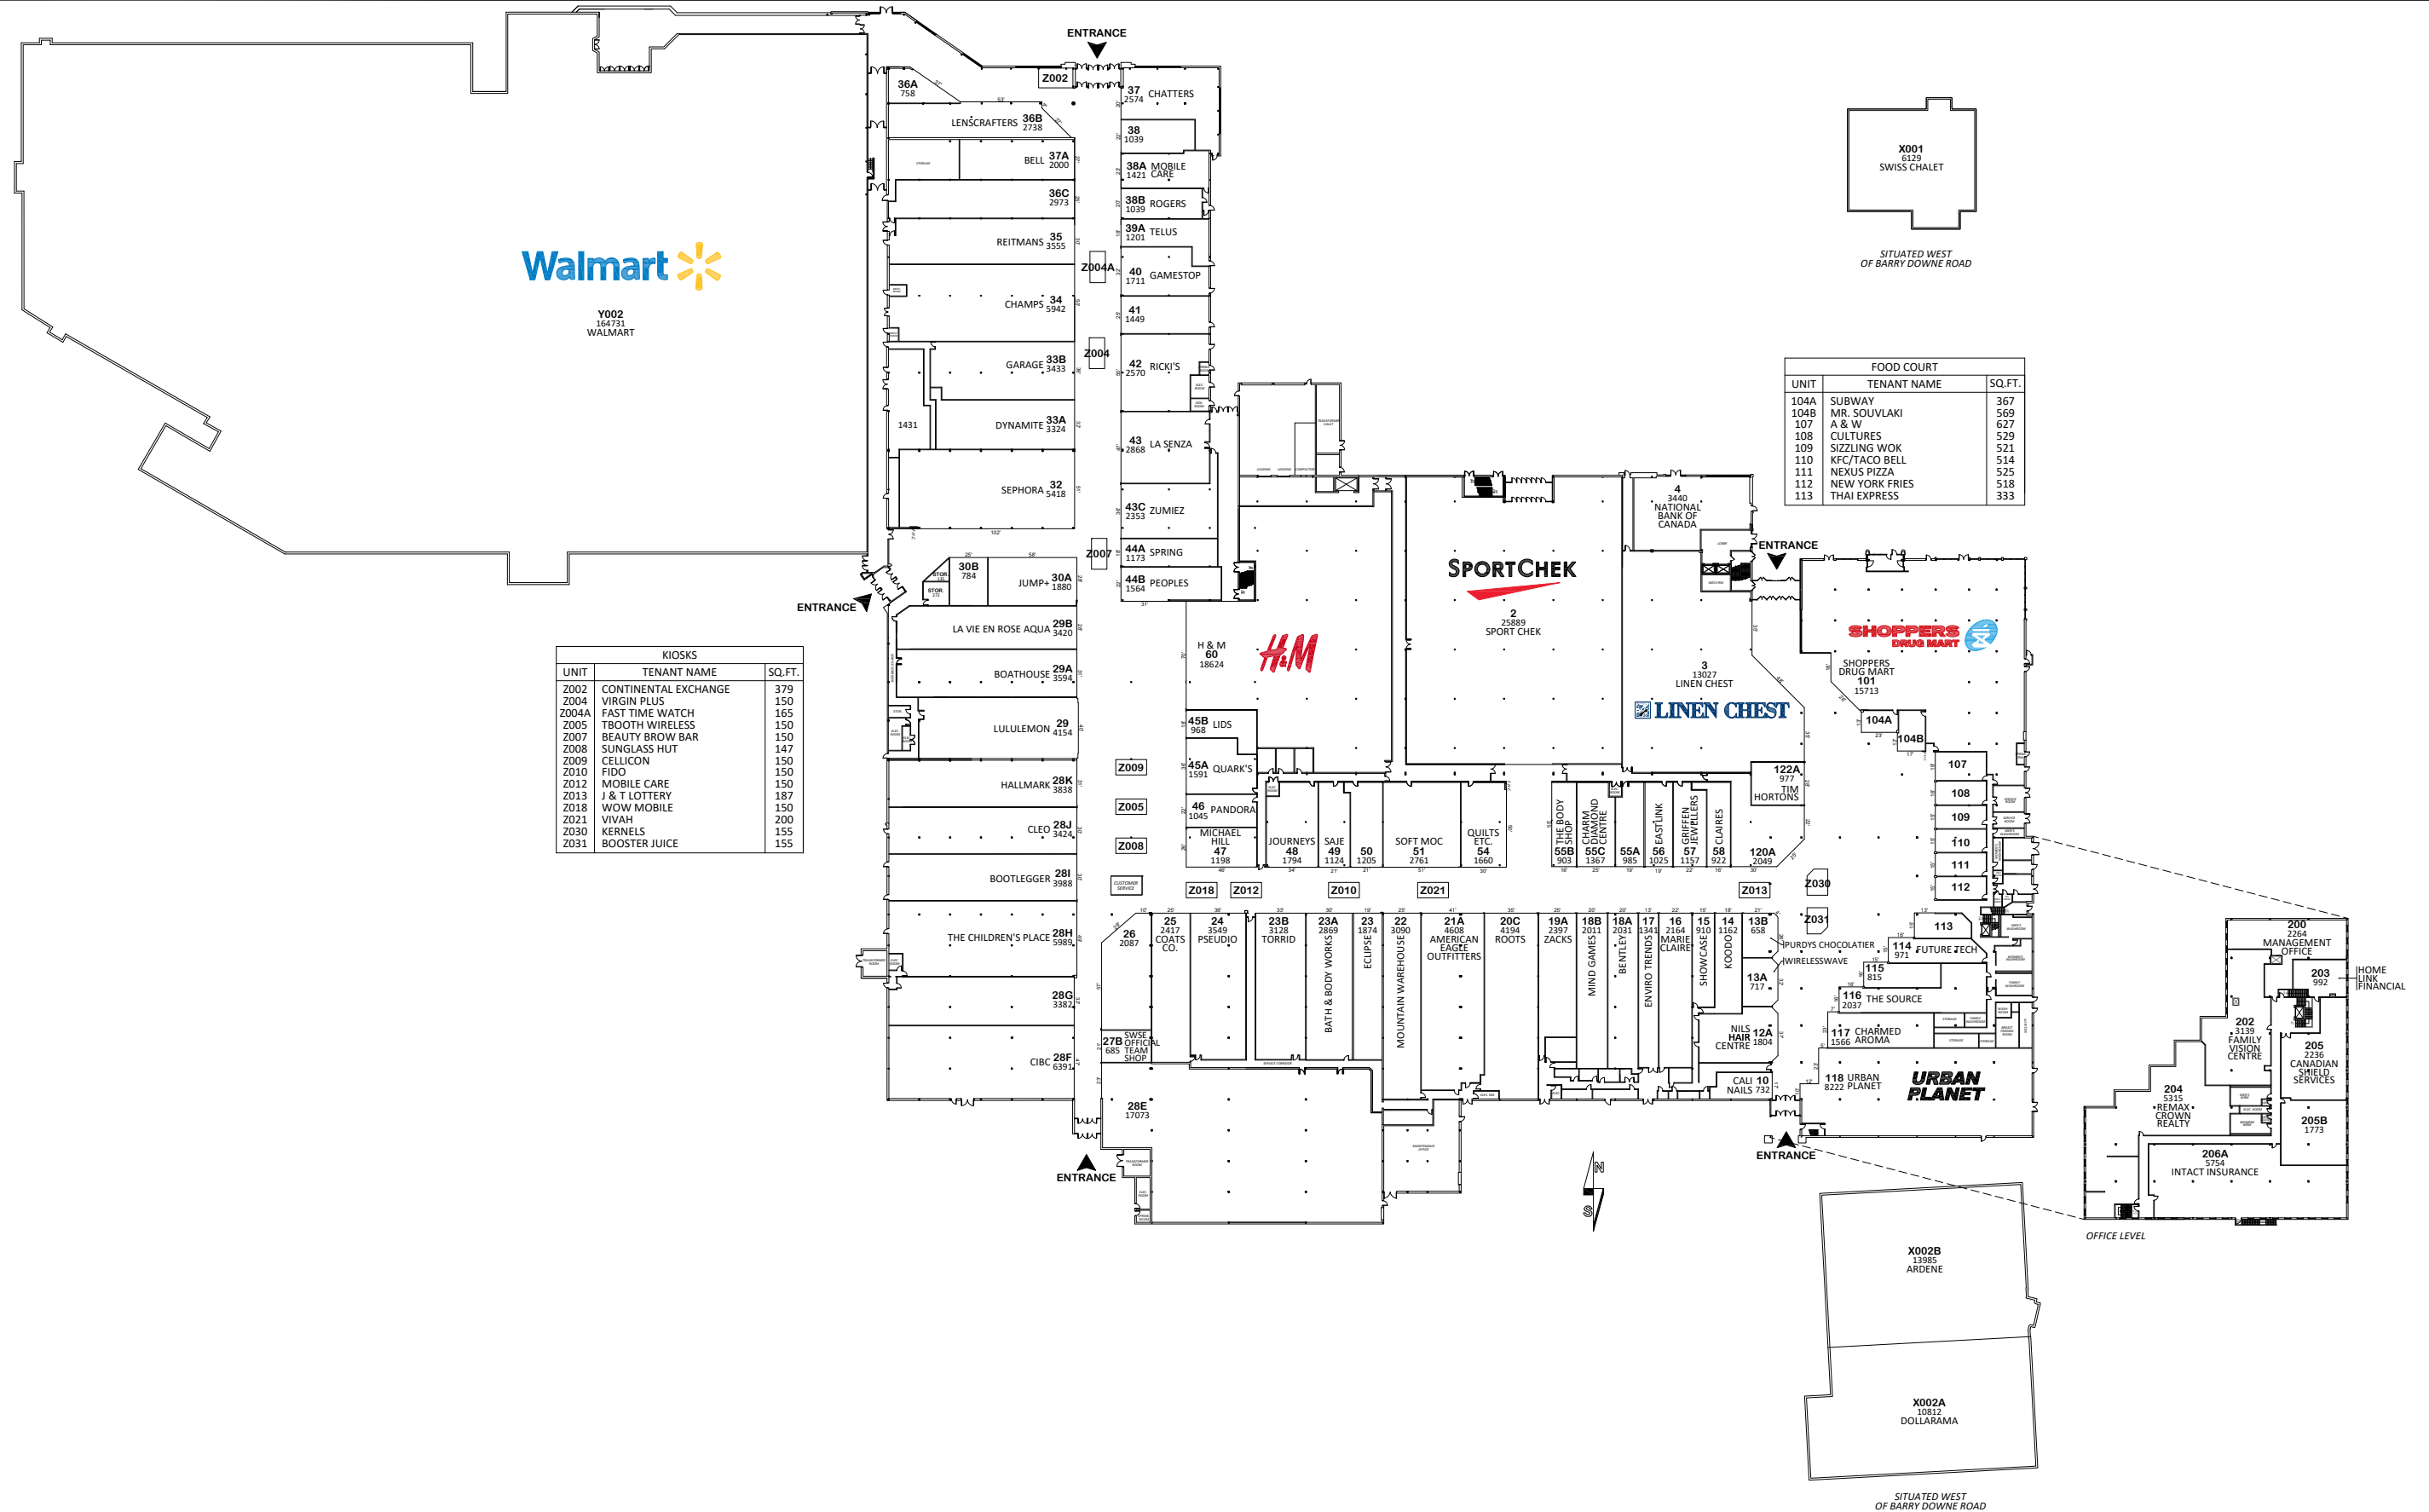 ENTRANCE
Z002
36A
758
37
2574
CHATTERS
LENSCRAFTERS
36B
2738
38
1039
STORAGE
BELL
37A
2000
38A
1421
MOBILE
CARE
36C
2973
38B
1039
ROGERS
39A
1201
TELUS
REITMANS
35
3555
Z004A
40
1711
GAMESTOP
CHAMPS
34
5942
41
1449
GARAGE
33B
3433
Z004
42
2570
RICKI'S
1431
DYNAMITE
33A
3324
43
2868
LA SENZA
SEPHORA
32
5418
102'
43C
2353
ZUMIEZ
Z007
44A
1173
SPRING
44B
1564
PEOPLES
31'
Walmart
Y002
164731
WALMART
X001
6129
SWISS CHALET
SITUATED WEST
OF BARRY DOWNE ROAD
FOOD COURT
UNIT TENANT NAME SQ.FT.
104A SUBWAY 367
104B MR. SOUVLAKI 569
107 A & W 627
108 CULTURES 529
109 SIZZLING WOK 521
110 KFC/TACO BELL 514
111 NEXUS PIZZA 525
112 NEW YORK FRIES 518
113 THAI EXPRESS 333
ENTRANCE
25'
58'
STOR.
STOR.
30B
784
JUMP+
30A
1880
LA VIE EN ROSE AQUA
29B
3420
BOATHOUSE
29A
3594
LULULEMON
29
4154
HALLMARK
28K
3838
CLEO
28J
3424
BOOTLEGGER
28I
3988
THE CHILDREN'S PLACE
28H
5989
28G
3382
CIBC
28F
6391
KIOSKS
UNIT TENANT NAME SQ.FT.
Z002 CONTINENTAL EXCHANGE 379
Z004 VIRGIN PLUS 150
Z004A FAST TIME WATCH 165
Z005 TBOOTH WIRELESS 150
Z007 BEAUTY BROW BAR 150
Z008 SUNGLASS HUT 147
Z009 CELLICON 150
Z010 FIDO 150
Z012 MOBILE CARE 150
Z013 J & T LOTTERY 187
Z018 WOW MOBILE 150
Z021 VIVAH 200
Z030 KERNELS 155
Z031 BOOSTER JUICE 155
H & M
60
18624
H&M
45B
968
LIDS
45A
1591
QUARK'S
46
1045
PANDORA
MICHAEL
HILL
47
1198
Z009
Z005
Z008
CUSTOMER
SERVICE
SPORTCHEK
2
25889
SPORT CHEK
4
3440
NATIONAL
BANK OF
CANADA
LOBBY
ENTRANCE
3
13027
LINEN CHEST
LINEN CHEST
SHOPPERS
DRUG MART
SHOPPERS
DRUG MART
101
15713
104A
104B
107
108
109
110
111
112
122A
977
TIM
HORTONS
JOURNEYS
48
1794
SAJE
49
1124
50
1205
SOFT MOC
51
2761
QUILTS
ETC.
54
1660
THE BODY
SHOP
55B
903
CHARM
DIAMOND
CENTRE
55C
1367
55A
985
EASTLINK
56
1025
GRIFFEN
JEWELLERS
57
1157
CLAIRES
58
922
120A
2049
Z018
Z012
Z010
Z021
Z013
Z030
Z031
26
2087
25
2417
COATS
CO.
24
3549
PSEUDIO
23B
3128
TORRID
23A
2869
BATH & BODY WORKS
23
1874
ECLIPSE
22
3090
MOUNTAIN WAREHOUSE
21A
4608
AMERICAN
EAGLE
OUTFITTERS
20C
4194
ROOTS
19A
2397
ZACKS
18B
2011
MIND GAMES
18A
2031
BENTLEY
17
1341
ENVIRO TRENDS
16
2164
MARIE
CLAIRE
15
910
SHOWCASE
14
1162
KOODO
13B
658
PURDYS CHOCOLATIER
WIRELESSWAVE
13A
717
NILS
HAIR
CENTRE
12A
1804
CALI
NAILS
10
732
27B
685
SWSE
OFFICIAL
TEAM
SHOP
SERVICE CORRIDOR
28E
17073
MAINTENANCE
OFFICE
ENTRANCE
113
114
971
FUTURE TECH
115
815
116
2037
THE SOURCE
117
1566
CHARMED
AROMA
118
8222
URBAN
PLANET
URBAN
PLANET
ENTRANCE
N
S
200
2264
MANAGEMENT
OFFICE
203
992
HOME
LINK
FINANCIAL
202
3139
FAMILY
VISION
CENTRE
205
2236
CANADIAN
SHIELD
SERVICES
204
5315
REMAX
CROWN
REALTY
205B
1773
206A
5754
INTACT INSURANCE
OFFICE LEVEL
X002B
13985
ARDENE
X002A
10812
DOLLARAMA
SITUATED WEST
OF BARRY DOWNE ROAD